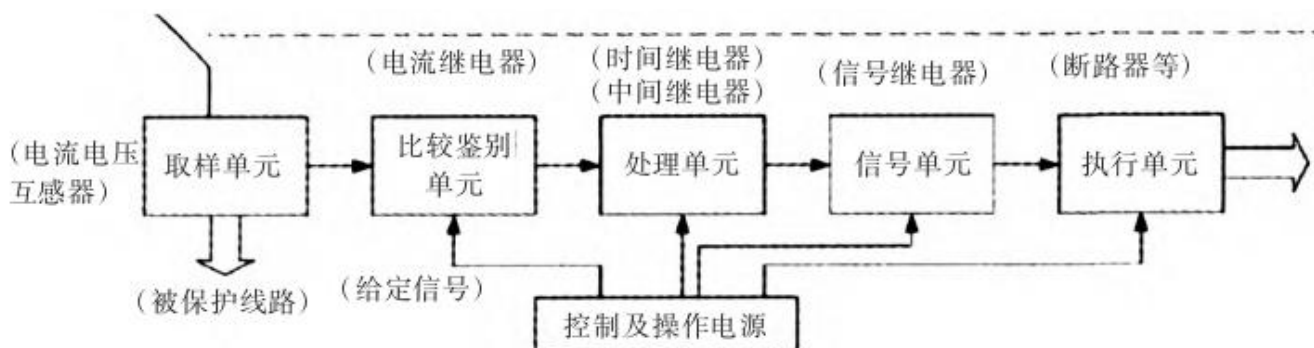 (电流继电器)
(时间继电器)
(中间继电器)
(信号继电器)
(断路器等)
(电流电压
互感器)
取样单元
比较鉴别
单元
处理单元
信号单元
执行单元
(被保护线路)
(给定信号)
控制及操作电源